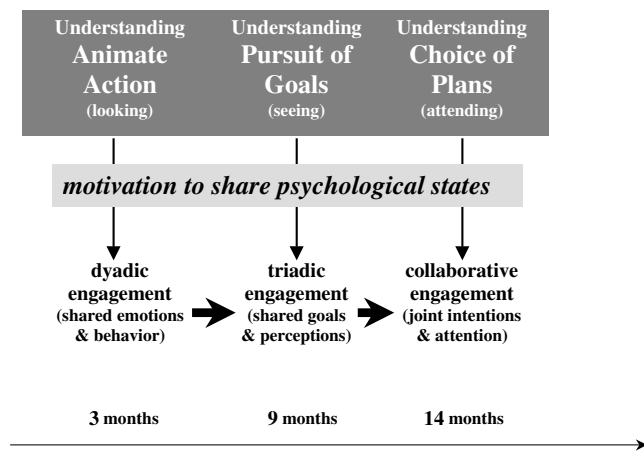 Understanding
Animate
Action
(looking)
Understanding
Pursuit of
Goals
(seeing)
Understanding
Choice of
Plans
(attending)
motivation to share psychological states
dyadic
engagement
(shared emotions
& behavior)
triadic
engagement
(shared goals
& perceptions)
collaborative
engagement
(joint intentions
& attention)
3 months
9 months
14 months